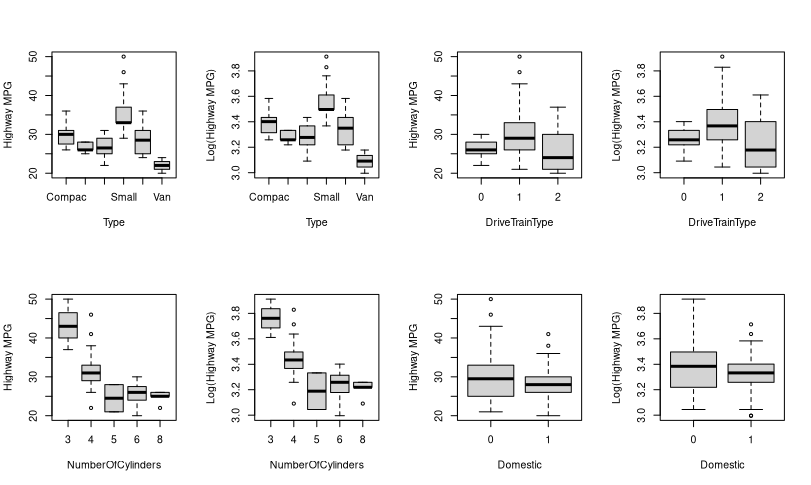 Highway MPG
50
40
30
20
Compac
Small
Van
Type
Log(Highway MPG)
3.8
3.6
3.4
3.2
3.0
Compac
Small
Van
Type
Highway MPG
50
40
30
20
0 1 2
DriveTrainType
Log(Highway MPG)
3.8
3.6
3.4
3.2
3.0
0 1 2
DriveTrainType
Highway MPG
50
40
30
20
3 4 5 6 8
NumberOfCylinders
Log(Highway MPG)
3.8
3.6
3.4
3.2
3.0
3 4 5 6 8
NumberOfCylinders
Highway MPG
50
40
30
20
0 1
Domestic
Log(Highway MPG)
3.8
3.6
3.4
3.2
3.0
0 1
Domestic